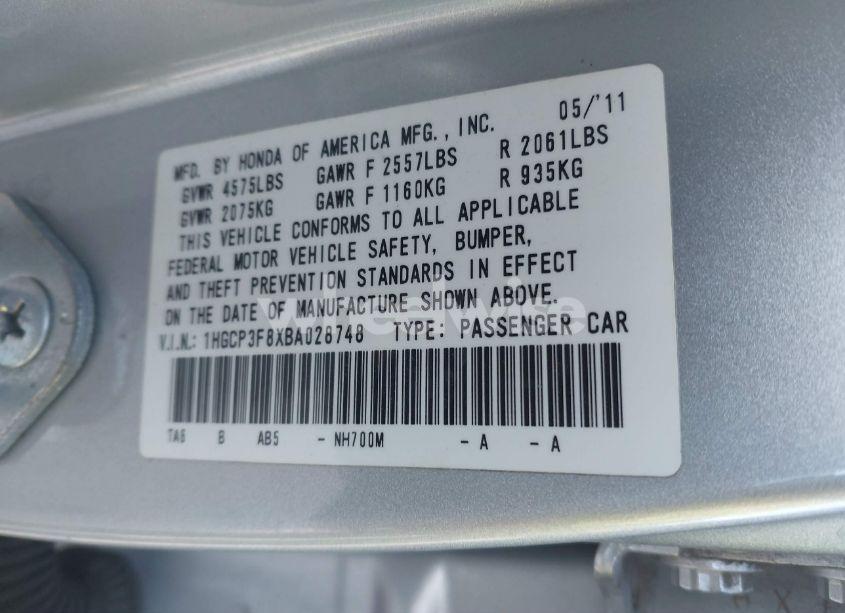 MFD. BY HONDA OF AMERICA MFG., INC. 05/'11
GVWR 4575LBS GAWR F 2557LBS R 2061LBS
GVWR 2075KG GAWR F 1160KG R 935KG
THIS VEHICLE CONFORMS TO ALL APPLICABLE
FEDERAL MOTOR VEHICLE SAFETY, BUMPER,
AND THEFT PREVENTION STANDARDS IN EFFECT
ON THE DATE OF MANUFACTURE SHOWN ABOVE.
wheelwise
V.I.N.: 1HGCP3F8XBA028748 TYPE: PASSENGER CAR
TA6 B AB5 - NH700M - A - A